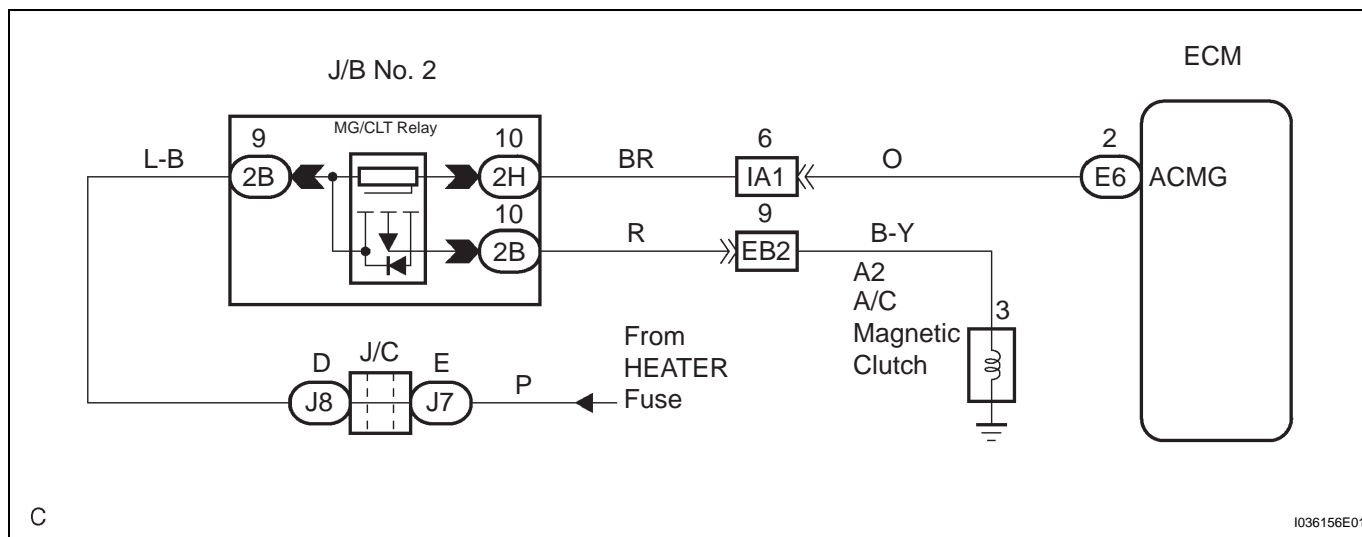 J/B No. 2
ECM
MG/CLT Relay
9
10
6
2
L-B
2B
2H
BR
IA1
O
E6
ACMG
10
9
2B
R
EB2
B-Y
A2
A/C
Magnetic
Clutch
3
From
HEATER
Fuse
D
J/C
E
P
J8
J7
C
I036156E01